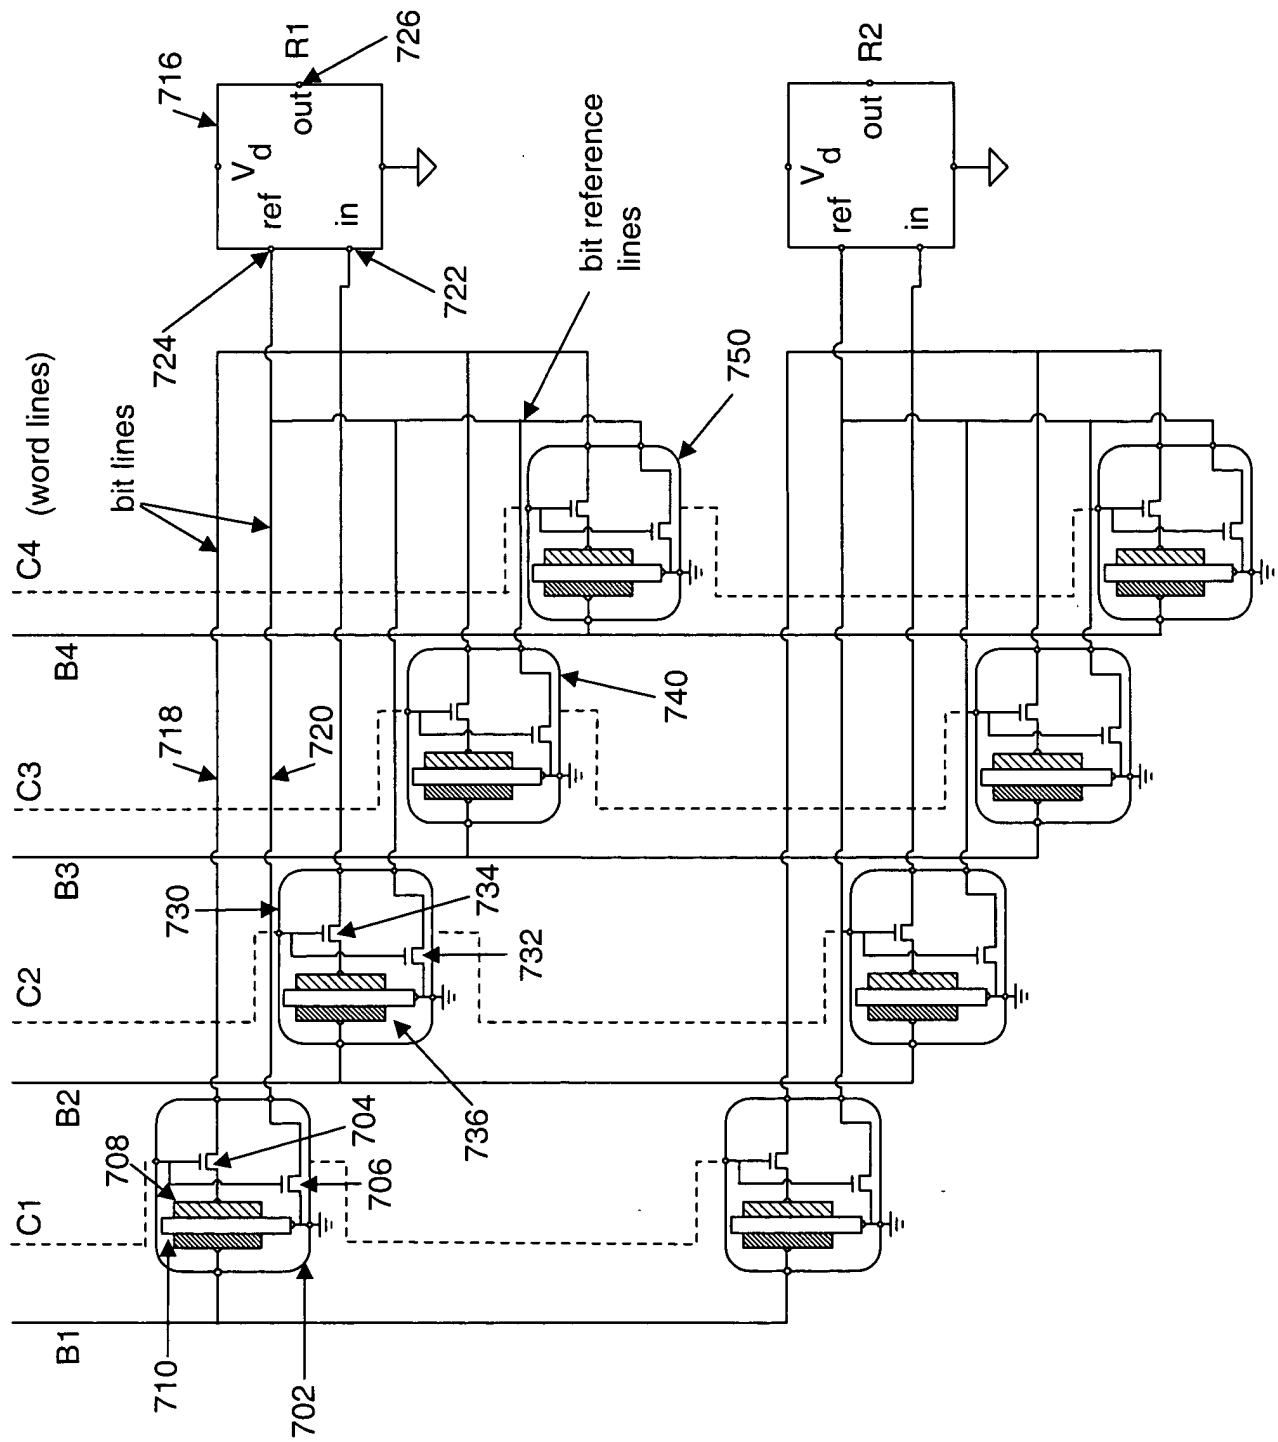 C4 (word lines)
bit lines
724
716
V
d
ref
out
in
R1
726
722
bit reference
lines
750
B4
C3
718
720
740
B3
730
734
732
C2
B2
708
704
706
736
C1
B1
710
702
V
d
ref
out
in
R2